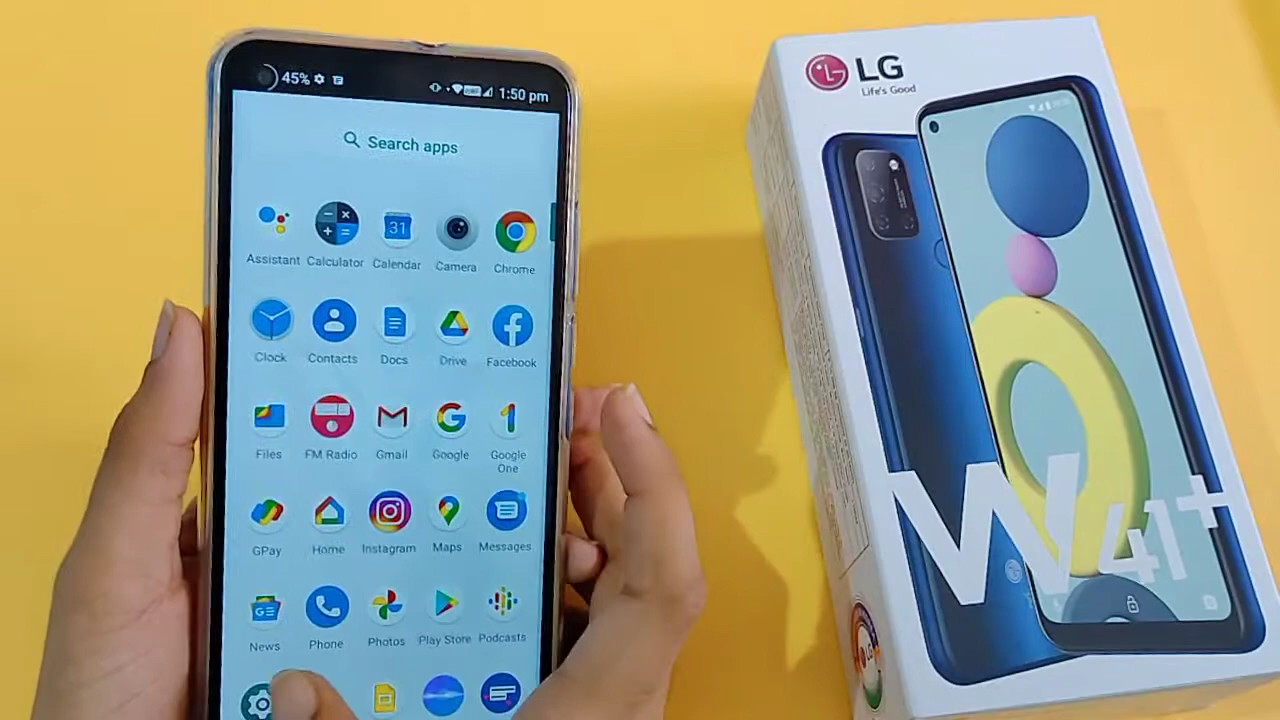 45%
1:50 pm
Search apps
31
Assistant
Calculator
Calendar
Camera
Chrome
Clock
Contacts
Docs
Drive
Facebook
Files
FM Radio
Gmail
Google
Google
One
GPay
Home
Instagram
Maps
Messages
News
Phone
Photos
Play Store
Podcasts
LG
Life's Good
W41+